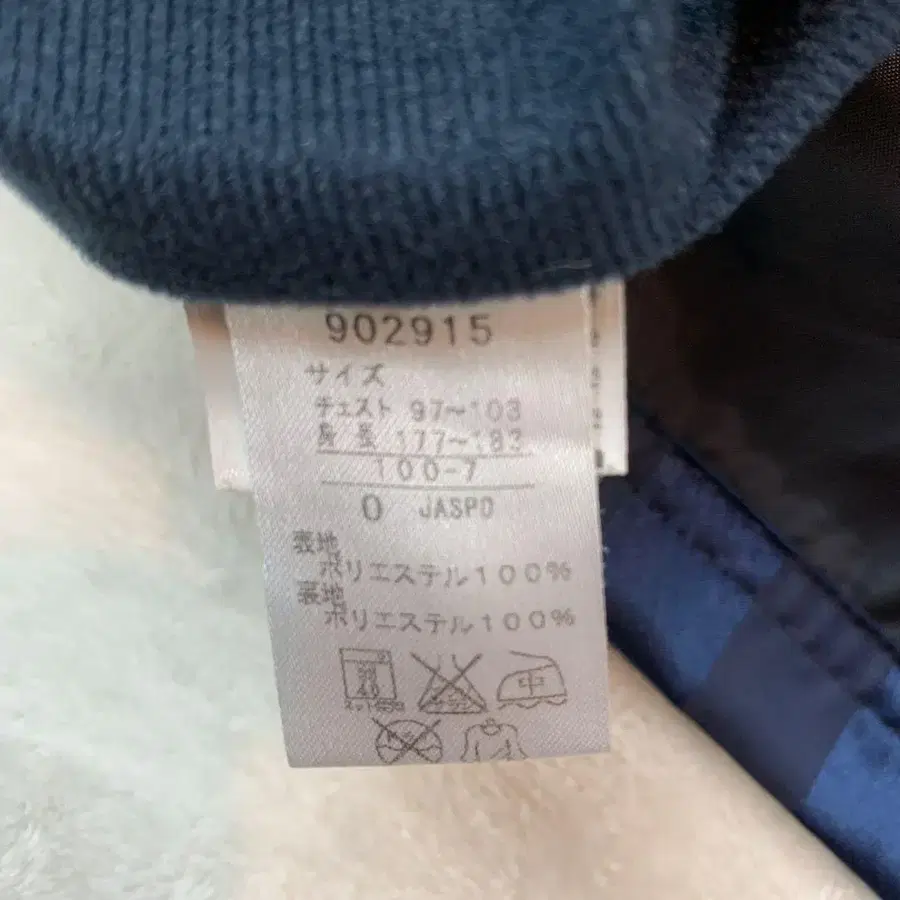 902915
サイズ
チェスト 97~103
身長 177~183
100-7
O JASPO
表地
ポリエステル100%
表地
ポリエステル100%
中